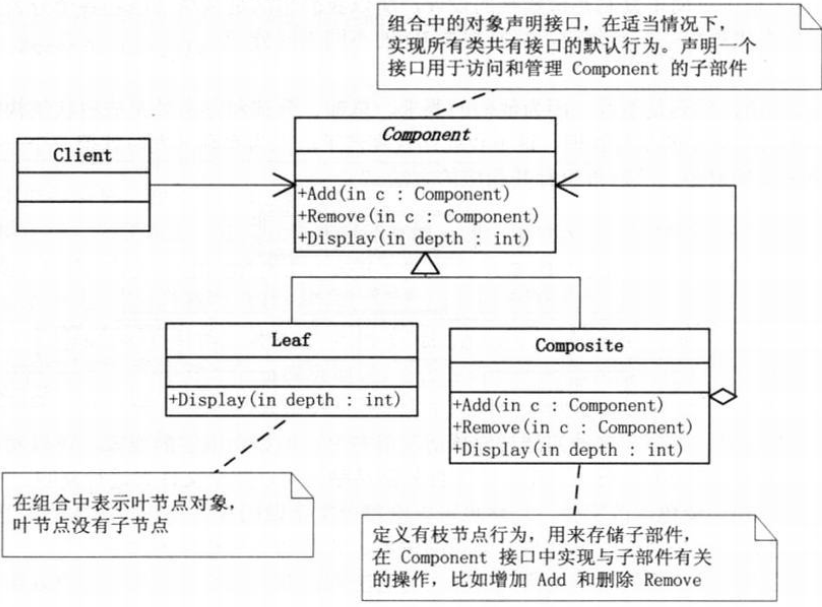 组合中的对象声明接口，在适当情况下，
实现所有类共有接口的默认行为。声明一个
接口用于访问和管理 Component 的子部件
Component
+Add(in c : Component)
+Remove(in c : Component)
+Display(in depth : int)
Client
Leaf
+Display(in depth : int)
Composite
+Add(in c : Component)
+Remove(in c : Component)
+Display(in depth : int)
在组合中表示叶节点对象，
叶节点没有子节点
定义有枝节点行为，用来存储子部件，
在 Component 接口中实现与子部件有关
的操作，比如增加 Add 和删除 Remove